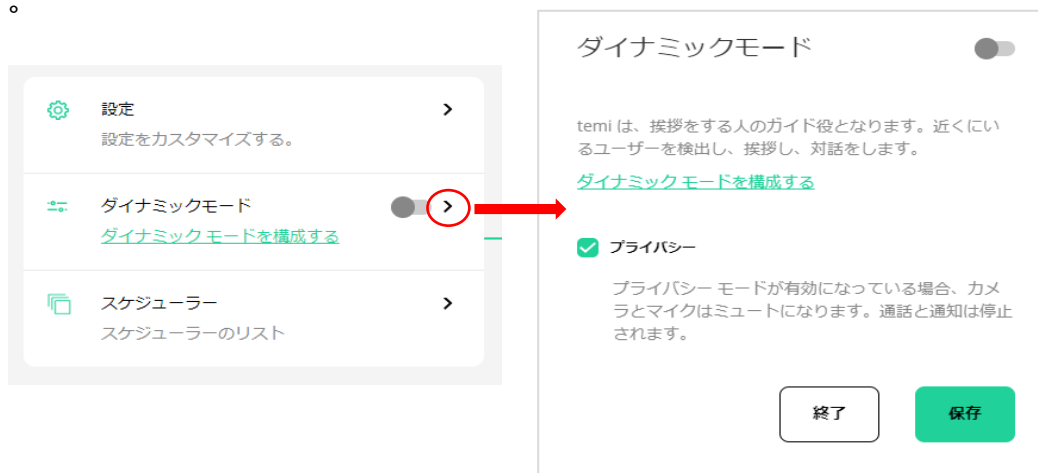 。
設定
設定をカスタマイズする。
ダイナミックモード
ダイナミック モードを構成する
スケジューラー
スケジューラーのリスト
ダイナミックモード
temi は、挨拶をする人のガイド役となります。近くにい
るユーザーを検出し、挨拶し、対話をします。
ダイナミック モードを構成する
プライバシー
プライバシー モードが有効になっている場合、カメ
ラとマイクはミュートになります。通話と通知は停止
されます。
終了
保存